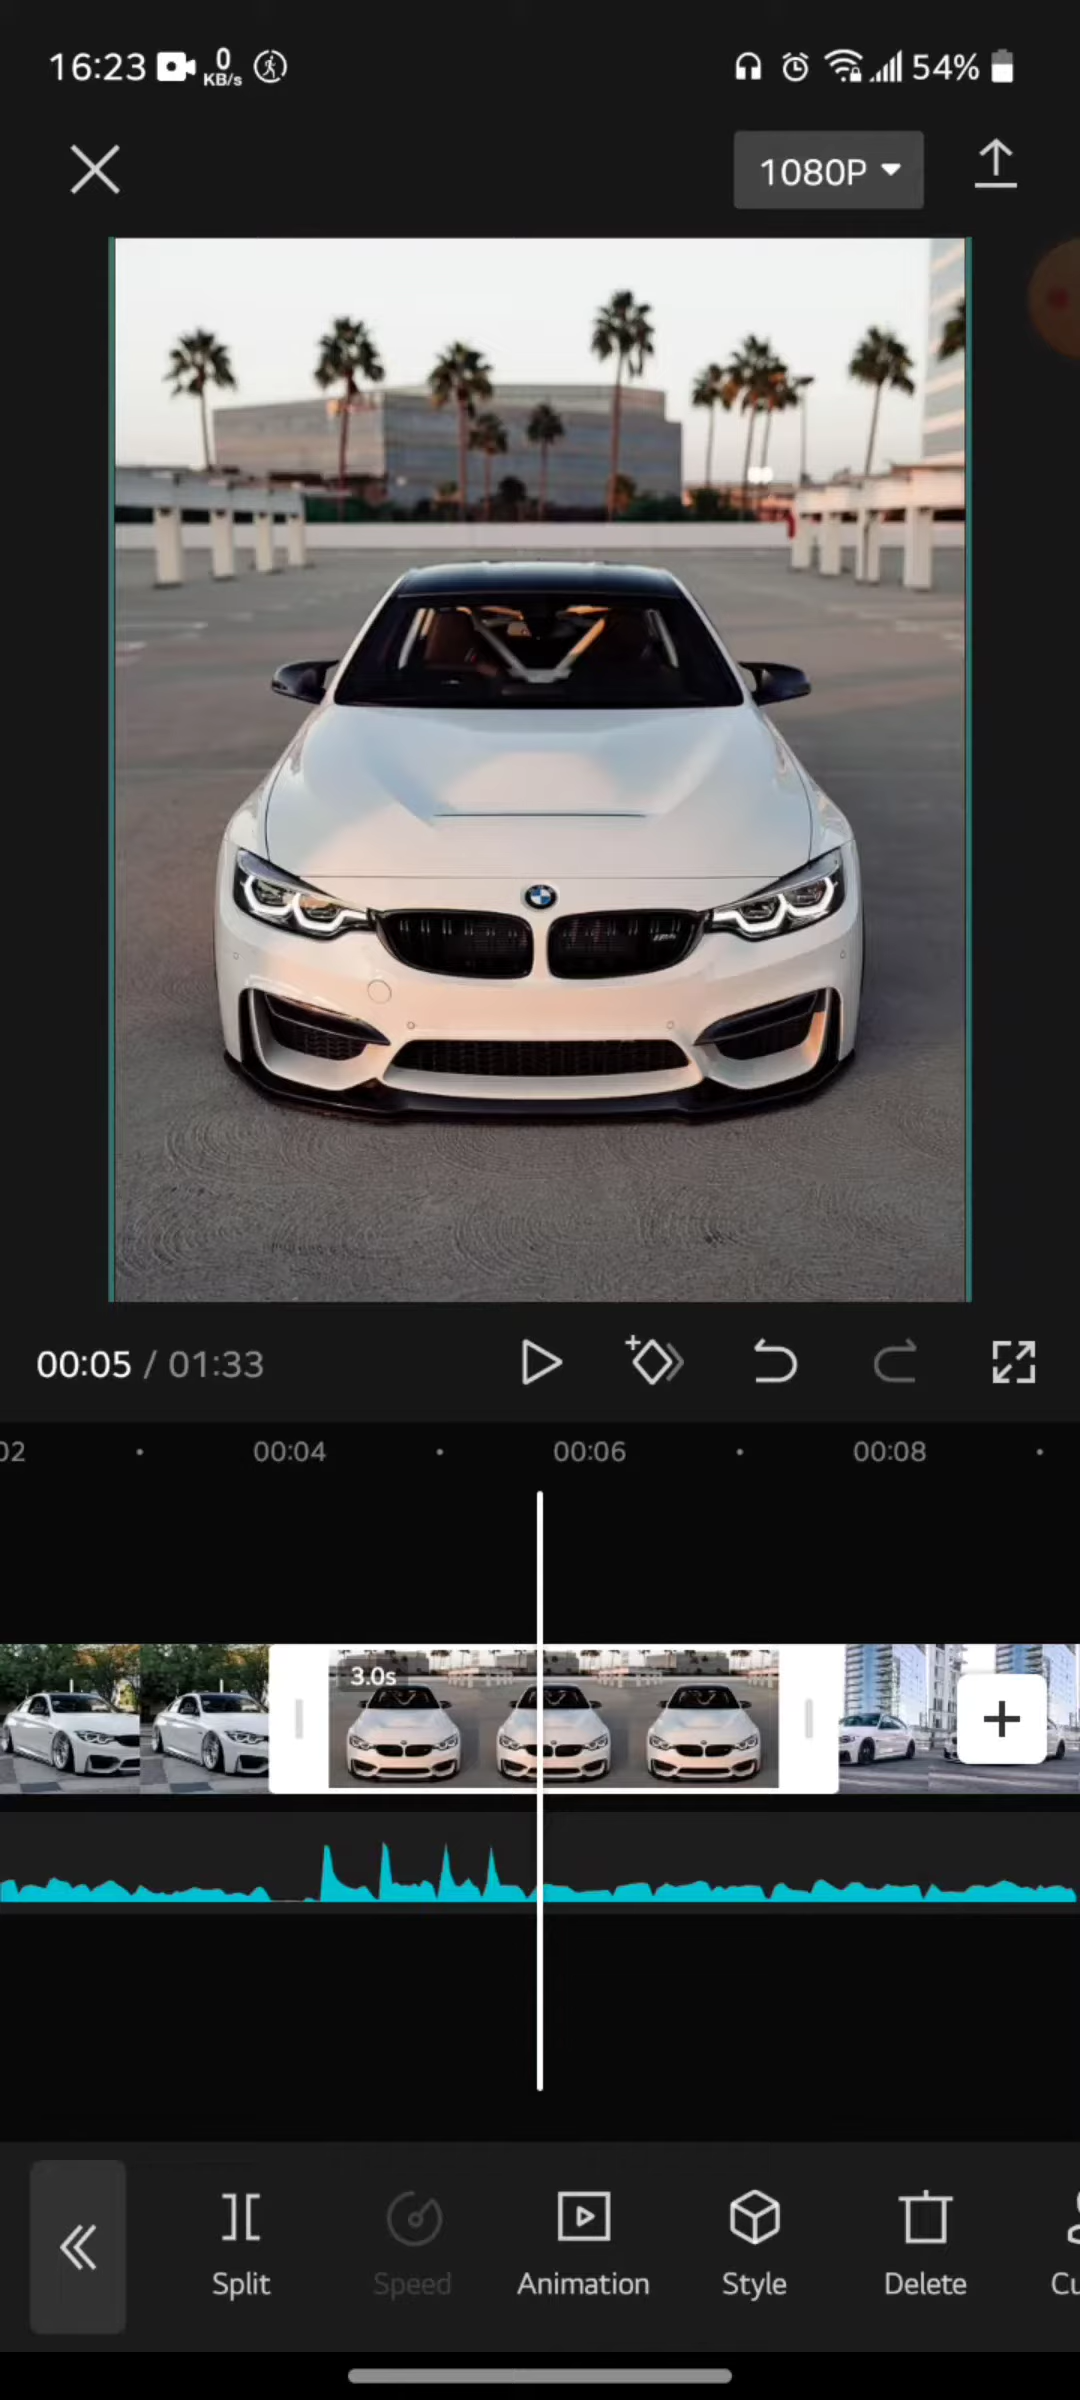 16:23 0 KB/s 54%
1080P
00:05 / 01:33
02 00:04 00:06 00:08
3.0s
Split Speed Animation Style Delete Cu